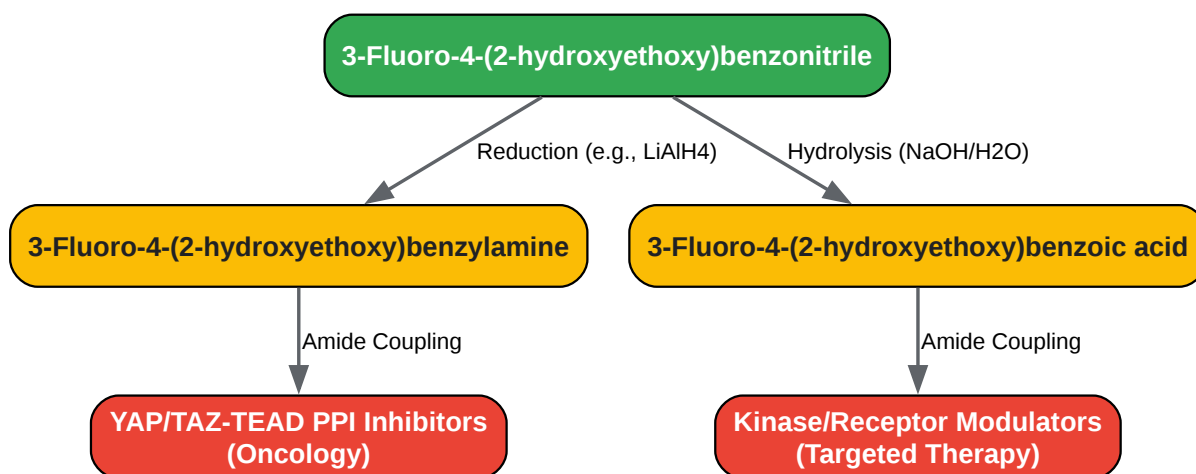 3-Fluoro-4-(2-hydroxyethoxy)benzonitrile
Reduction (e.g., LiAlH4)
Hydrolysis (NaOH/H2O)
3-Fluoro-4-(2-hydroxyethoxy)benzylamine
3-Fluoro-4-(2-hydroxyethoxy)benzoic acid
Amide Coupling
Amide Coupling
YAP/TAZ-TEAD PPI Inhibitors
(Oncology)
Kinase/Receptor Modulators
(Targeted Therapy)